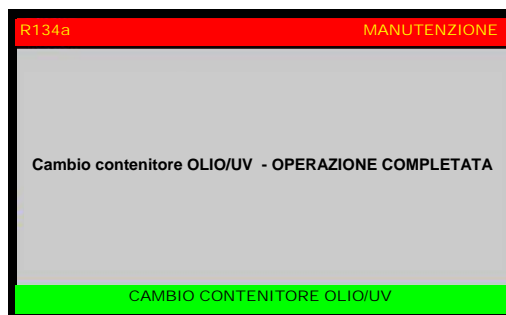 R134a MANUTENZIONE
Cambio contenitore OLIO/UV - OPERAZIONE COMPLETATA
CAMBIO CONTENITORE OLIO/UV